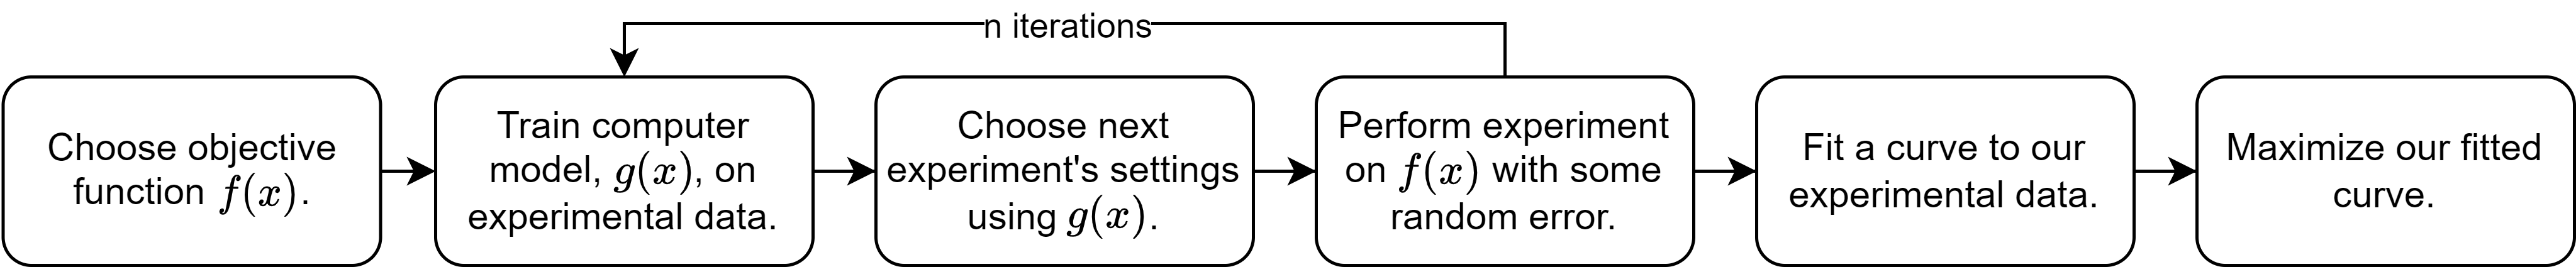 n iterations
Choose objective
function f(x).
Train computer
model, g(x), on
experimental data.
Choose next
experiment's settings
using g(x).
Perform experiment
on f(x) with some
random error.
Fit a curve to our
experimental data.
Maximize our fitted
curve.